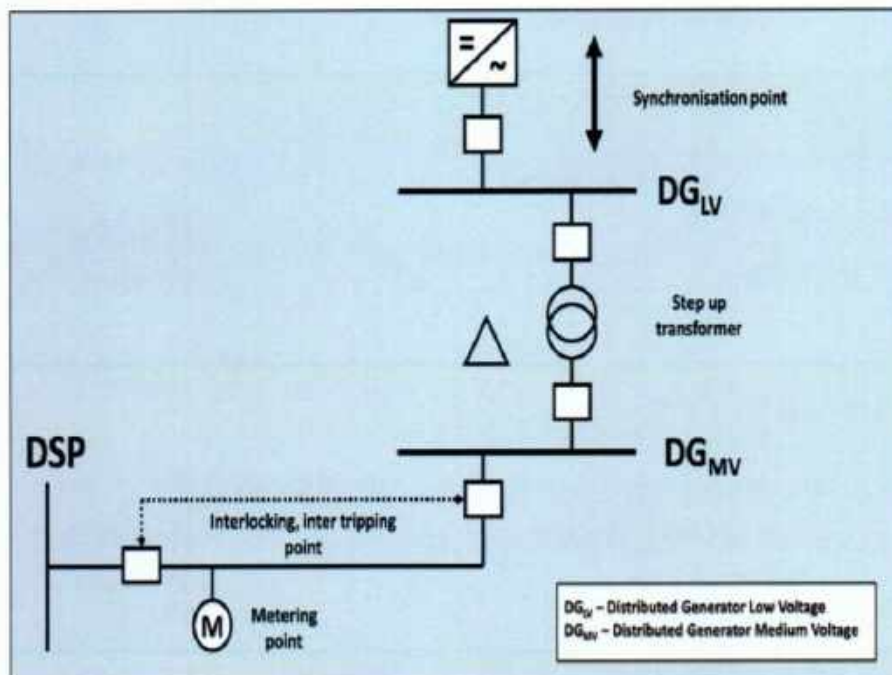 =
~
Synchronisation point
DG_LV
Step up
transformer
DSP
DG_MV
Interlocking, inter tripping
point
M
Metering
point
DG_LV – Distributed Generator Low Voltage
DG_MV – Distributed Generator Medium Voltage